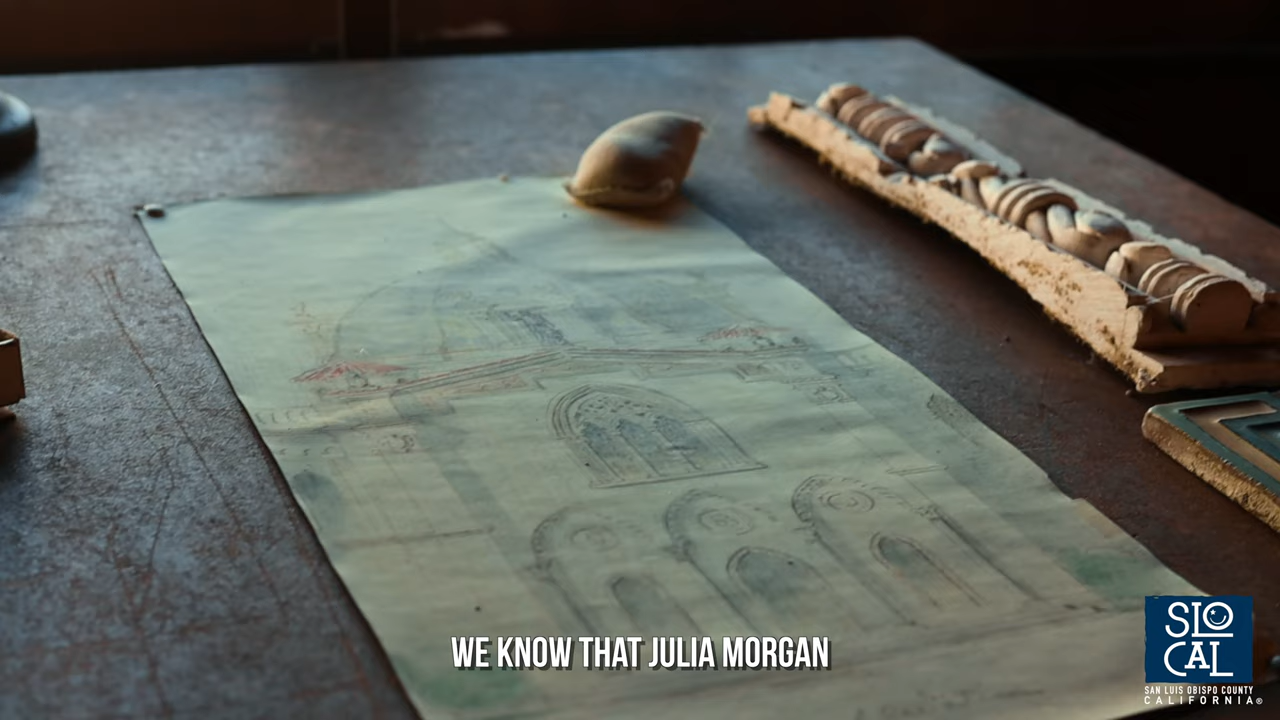 WE KNOW THAT JULIA MORGAN
SLO
CAL
SAN LUIS OBISPO COUNTY
CALIFORNIA®